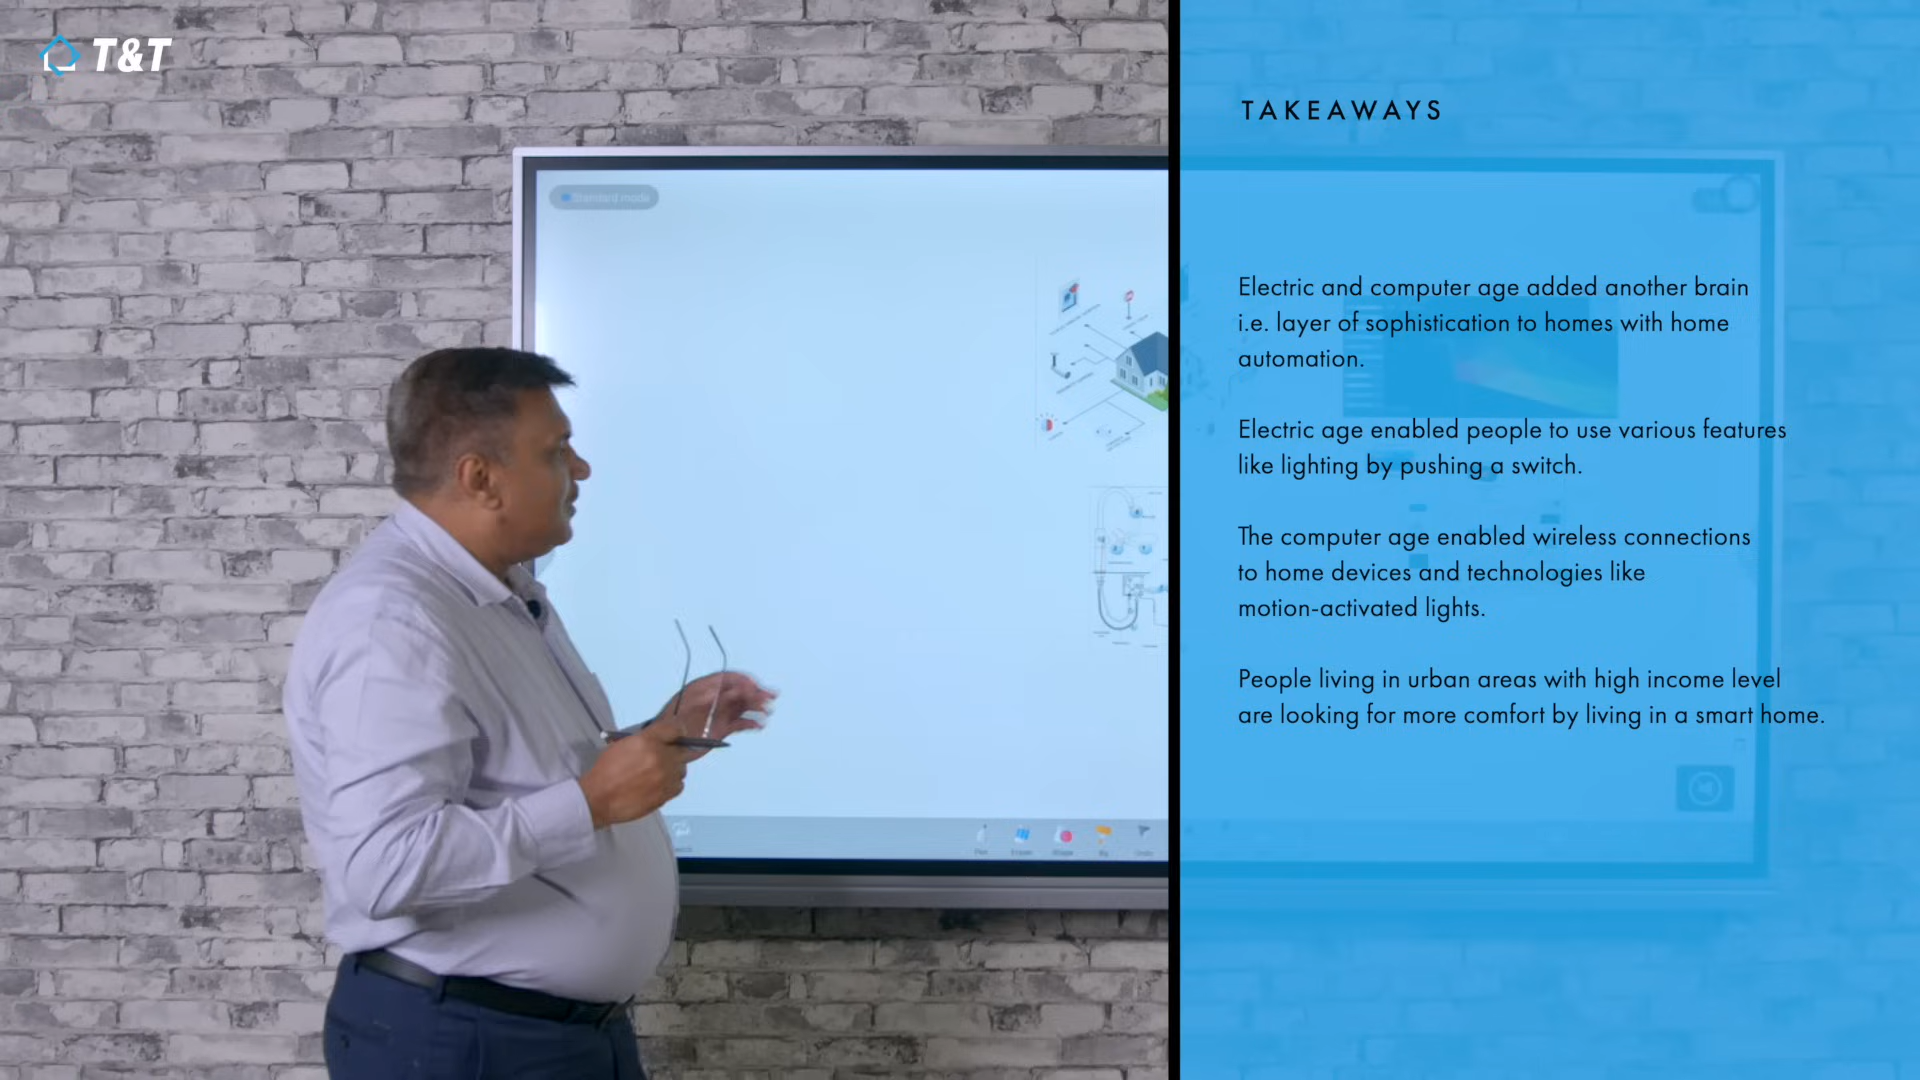 T&T
TAKEAWAYS
Standard mode
Electric and computer age added another brain
i.e. layer of sophistication to homes with home
automation.
Electric age enabled people to use various features
like lighting by pushing a switch.
The computer age enabled wireless connections
to home devices and technologies like
motion-activated lights.
People living in urban areas with high income level
are looking for more comfort by living in a smart home.